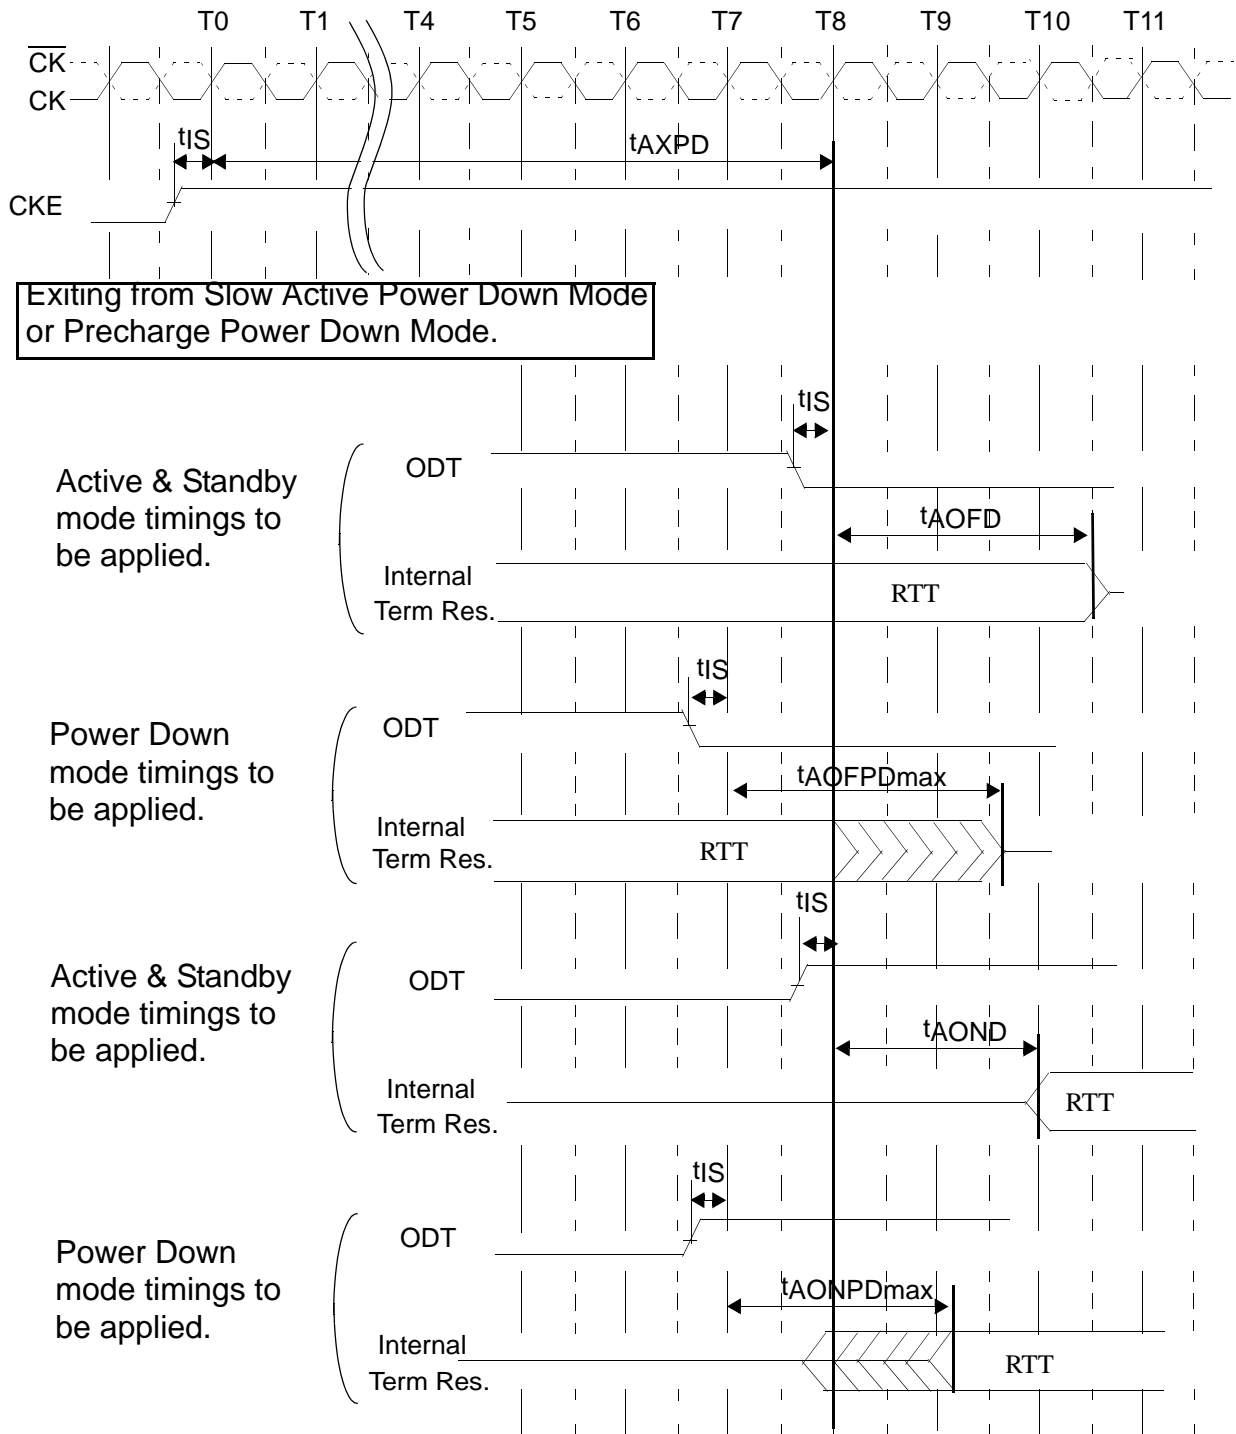 T0 T1 T4 T5 T6 T7 T8 T9 T10 T11
CK
CK
tIS
tAXPD
CKE
Exiting from Slow Active Power Down Mode
or Precharge Power Down Mode.
tIS
ODT
Active & Standby
mode timings to
be applied.
tAOFD
Internal
Term Res.
RTT
tIS
ODT
Power Down
mode timings to
be applied.
tAOFPDmax
Internal
Term Res.
RTT
tIS
ODT
Active & Standby
mode timings to
be applied.
tAOND
Internal
Term Res.
RTT
tIS
ODT
Power Down
mode timings to
be applied.
tAONPDmax
Internal
Term Res.
RTT